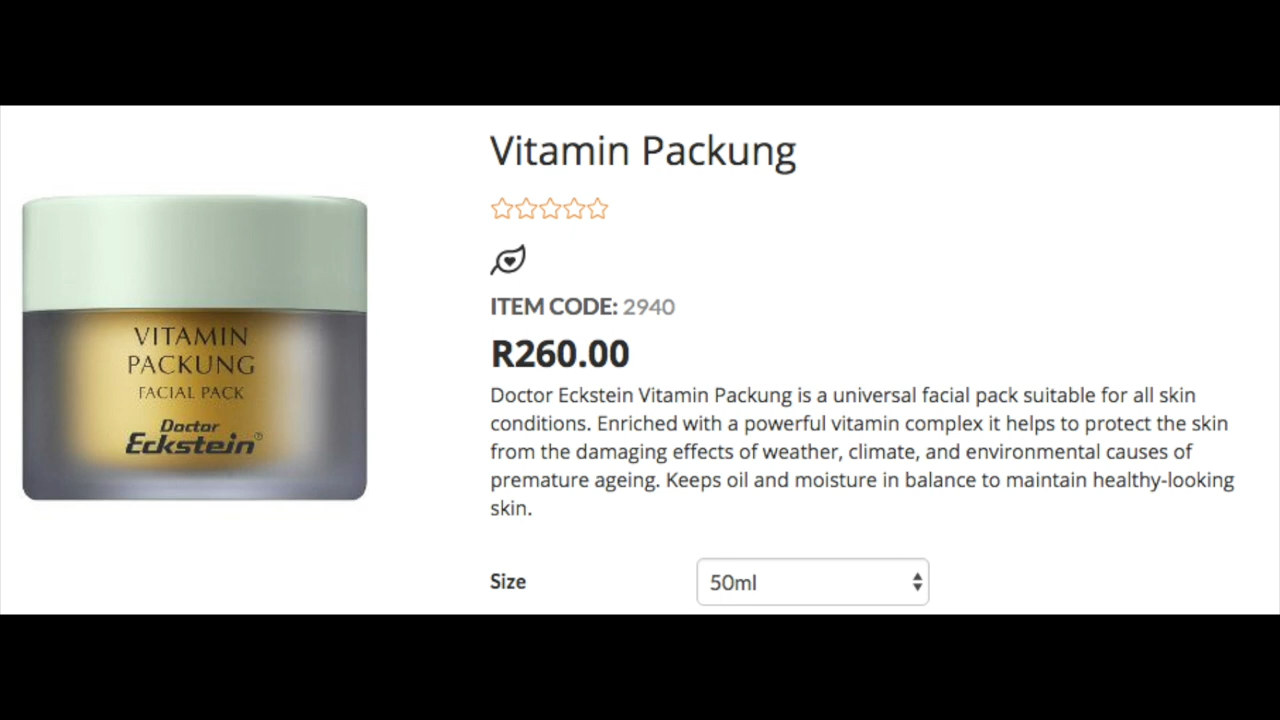 Vitamin Packung
ITEM CODE: 2940
R260.00
Doctor Eckstein Vitamin Packung is a universal facial pack suitable for all skin
conditions. Enriched with a powerful vitamin complex it helps to protect the skin
from the damaging effects of weather, climate, and environmental causes of
premature ageing. Keeps oil and moisture in balance to maintain healthy-looking
skin.
Size
50ml
VITAMIN
PACKUNG
FACIAL PACK
Doctor
Eckstein®